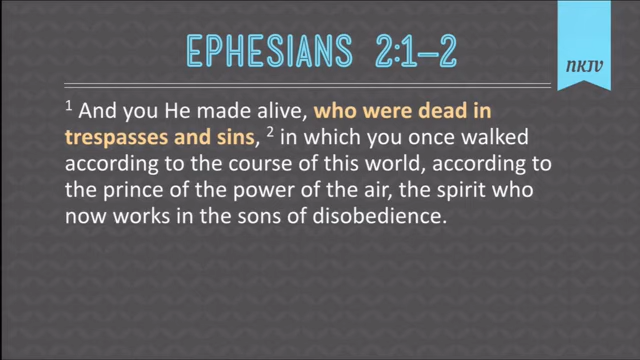 EPHESIANS 2:1–2
NKJV
¹ And you He made alive, who were dead in
trespasses and sins, ² in which you once walked
according to the course of this world, according to
the prince of the power of the air, the spirit who
now works in the sons of disobedience.